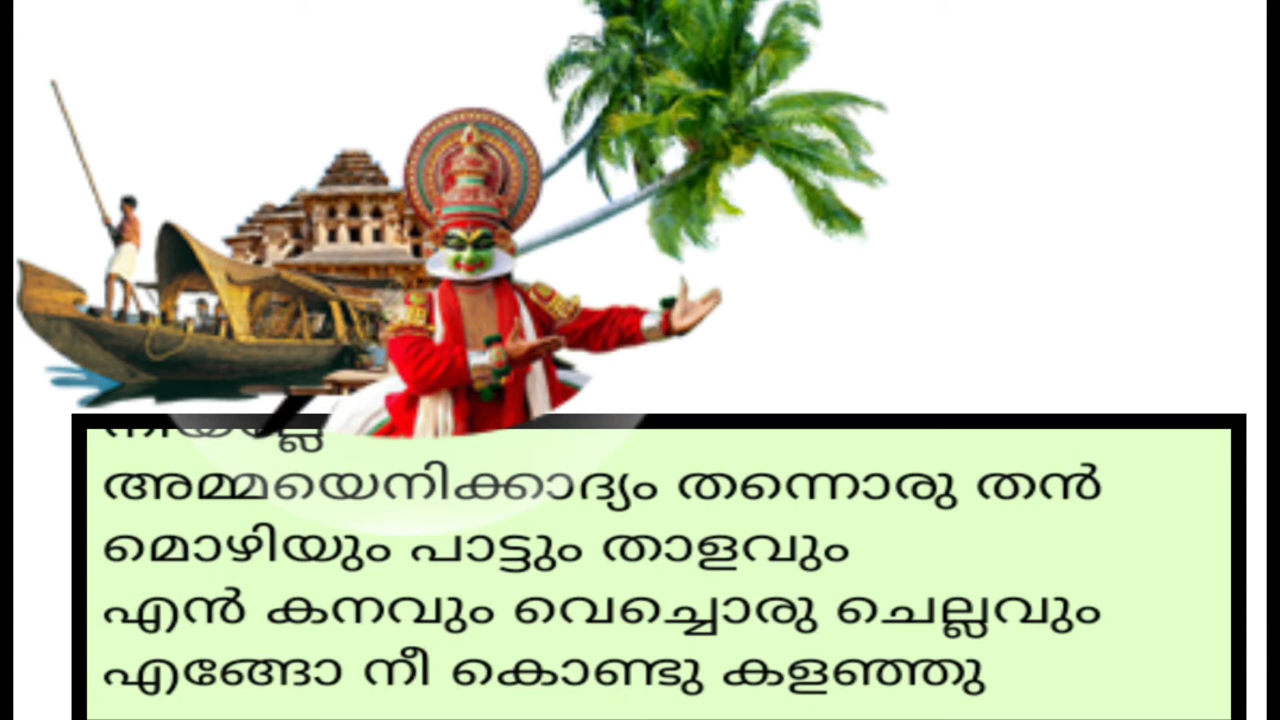 അമ്മയെനിക്കാദ്യം തന്നൊരു തൻ
മൊഴിയും പാട്ടും താളവും
എൻ കനവും വെച്ചൊരു ചെല്ലവും
എങ്ങോ നീ കൊണ്ടു കളഞ്ഞു